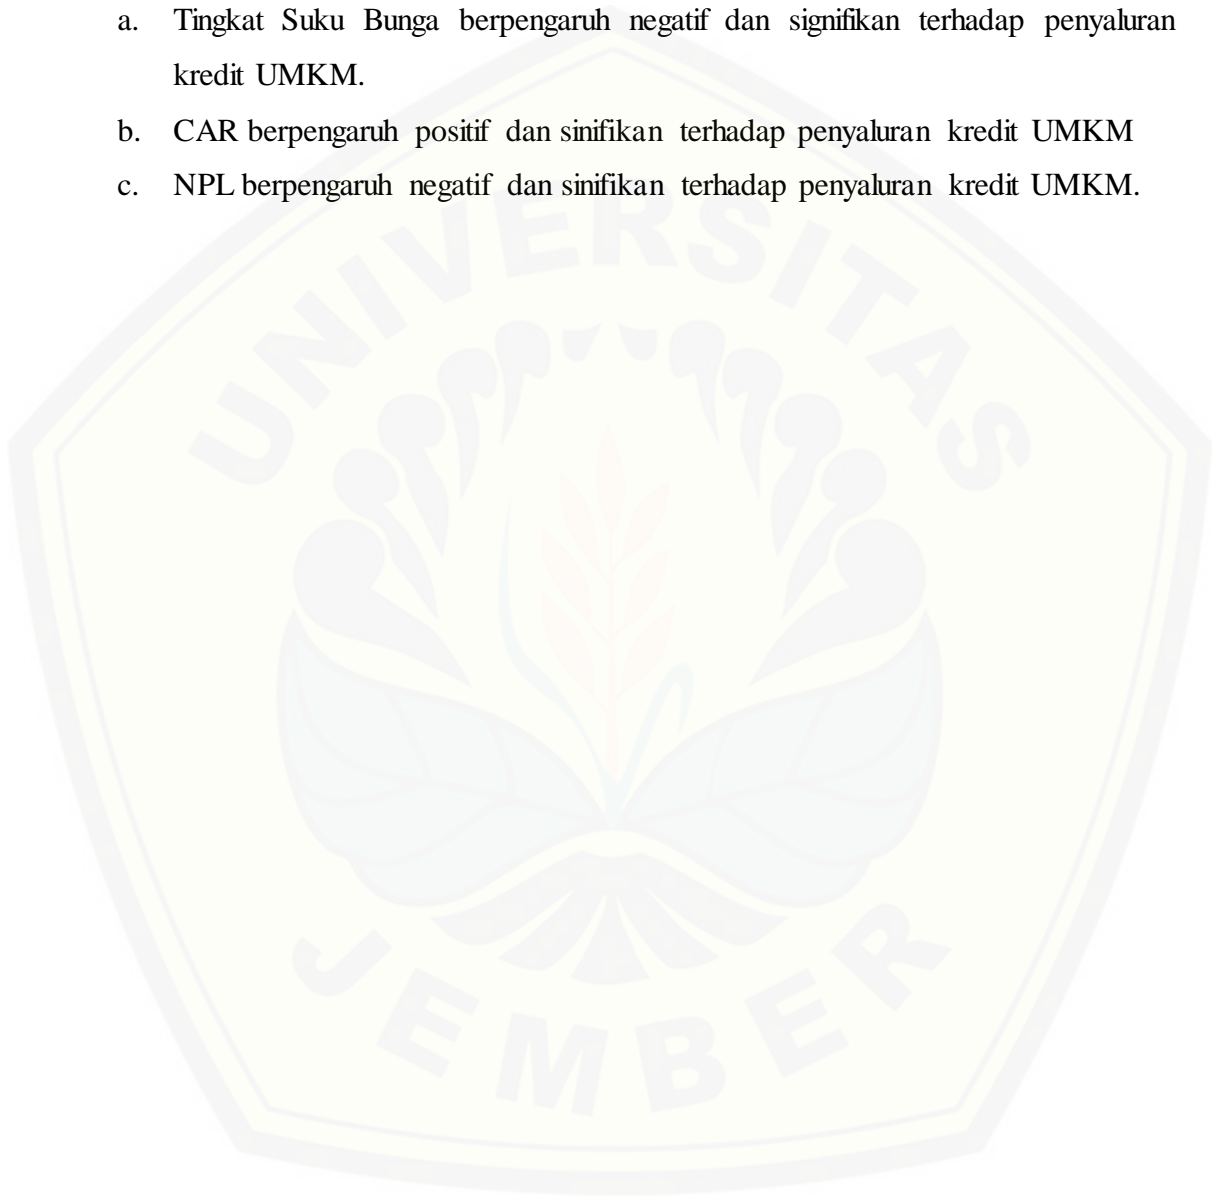 a. Tingkat Suku Bunga berpengaruh negatif dan signifikan terhadap penyaluran
kredit UMKM.
b. CAR berpengaruh positif dan sinifikan terhadap penyaluran kredit UMKM
c. NPL berpengaruh negatif dan sinifikan terhadap penyaluran kredit UMKM.
UNIVERSITAS
JEMBER